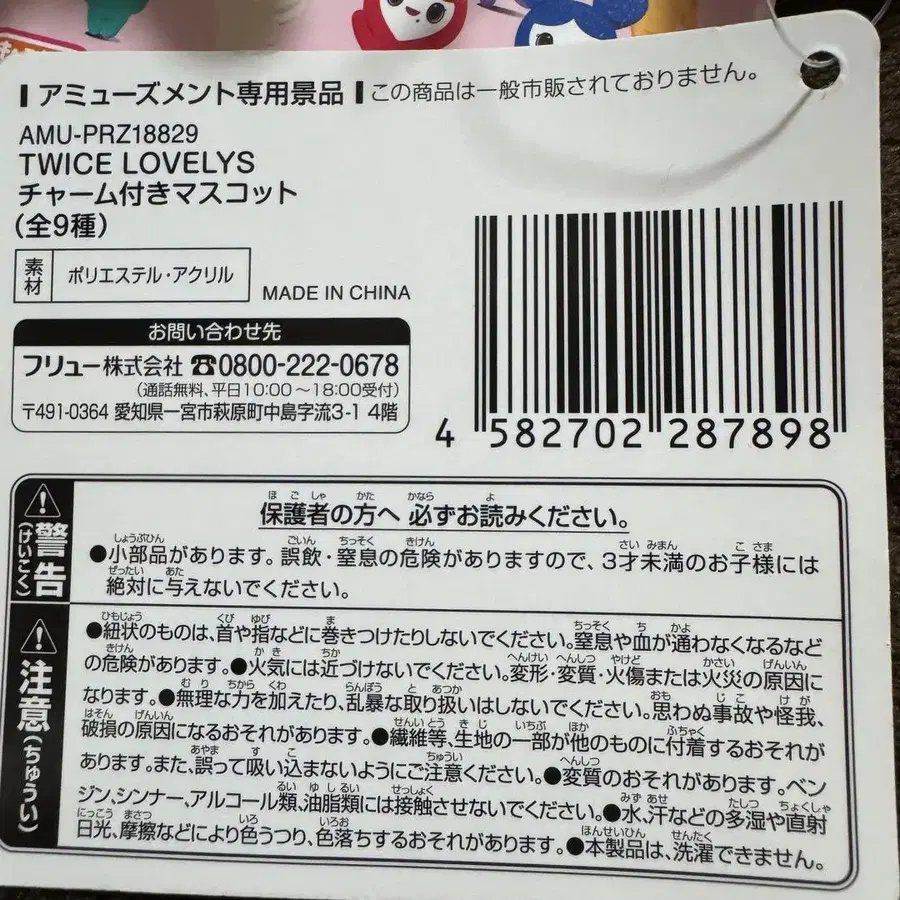 アミューズメント専用景品 この商品は一般市販されておりません。
AMU-PRZ18829
TWICE LOVELYS
チャーム付きマスコット
(全9種)
素材 ポリエステル・アクリル
MADE IN CHINA
お問い合わせ先
フリュー株式会社 ☎0800-222-0678
(通話無料、平日10:00〜18:00受付)
〒491-0364 愛知県一宮市萩原町中島字流3-1 4階
4 582702 287898
警告(けいこく)
保護者の方へ 必ずお読みください。
●小部品があります。誤飲・窒息の危険がありますので、3才未満のお子様には
絶対に与えないでください。
注意(ちゅうい)
●紐状のものは、首や指などに巻きつけたりしないでください。窒息や血が通わなくなるなど
の危険があります。●火気には近づけないでください。変形・変質・火傷または火災の原因に
なります。●無理な力を加えたり、乱暴な取り扱いはしないでください。思わぬ事故や怪我、
破損の原因になるおそれがあります。●繊維等、生地の一部が他のものに付着するおそれが
あります。また、誤って吸い込まないようにご注意ください。●変質のおそれがあります。ベン
ジン、シンナー、アルコール類、油脂類には接触させないでください。●水、汗などの多湿や直射
日光、摩擦などにより色うつり、色落ちするおそれがあります。●本製品は、洗濯できません。